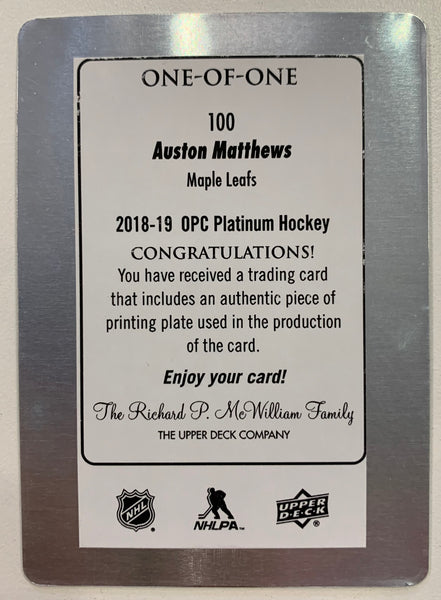 ONE-OF-ONE
100
Auston Matthews
Maple Leafs
2018-19 OPC Platinum Hockey
CONGRATULATIONS!
You have received a trading card
that includes an authentic piece of
printing plate used in the production
of the card.
Enjoy your card!
The Richard P. McWilliam Family
THE UPPER DECK COMPANY
NHL ® NHLPA™ UPPER DECK ®